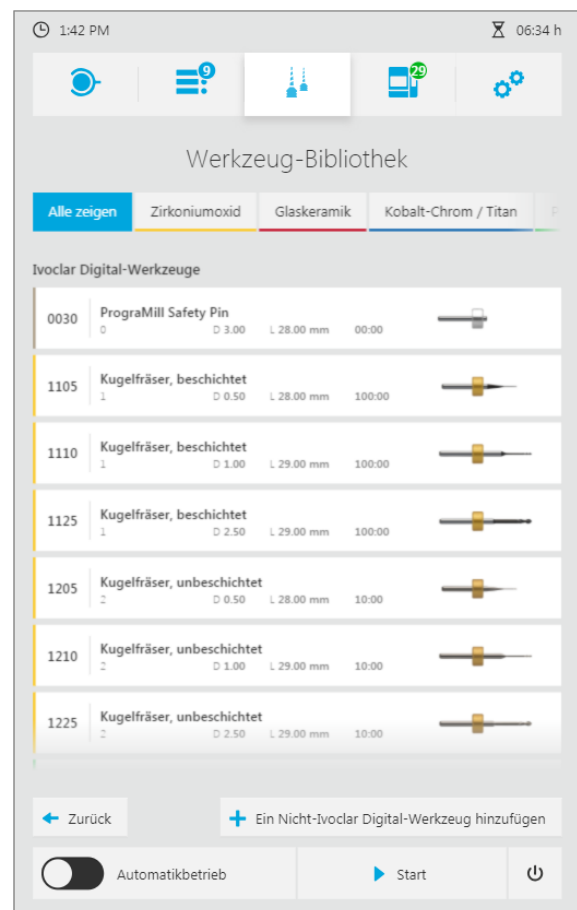 1:42 PM 06:34 h
9 29
Werkzeug-Bibliothek
Alle zeigen Zirkoniumoxid Glaskeramik Kobalt-Chrom / Titan P
Ivoclar Digital-Werkzeuge
0030 PrograMill Safety Pin
0 D 3.00 L 28.00 mm 00:00
1105 Kugelfräser, beschichtet
1 D 0.50 L 28.00 mm 100:00
1110 Kugelfräser, beschichtet
1 D 1.00 L 29.00 mm 100:00
1125 Kugelfräser, beschichtet
1 D 2.50 L 29.00 mm 100:00
1205 Kugelfräser, unbeschichtet
2 D 0.50 L 28.00 mm 10:00
1210 Kugelfräser, unbeschichtet
2 D 1.00 L 29.00 mm 10:00
1225 Kugelfräser, unbeschichtet
2 D 2.50 L 29.00 mm 10:00
Zurück Ein Nicht-Ivoclar Digital-Werkzeug hinzufügen
Automatikbetrieb Start